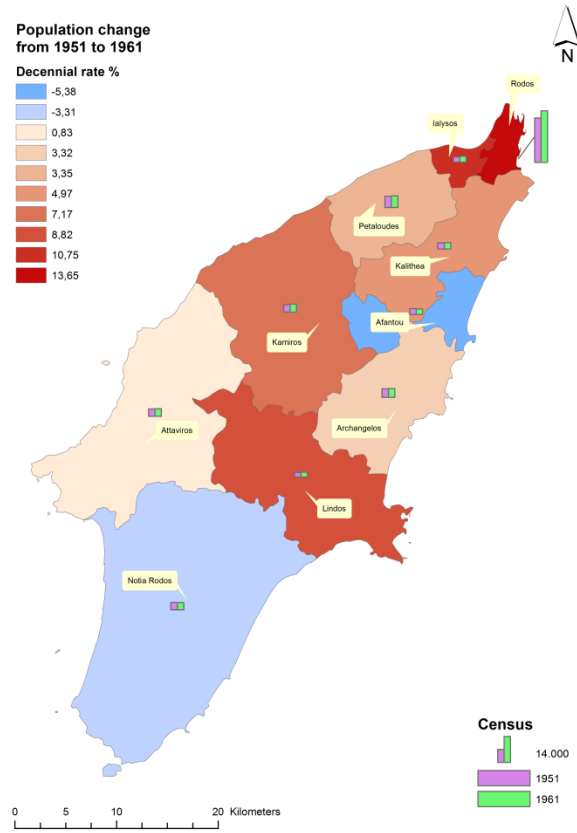 Population change
from 1951 to 1961
Decennial rate %
-5,38
-3,31
0,83
3,32
3,35
4,97
7,17
8,82
10,75
13,65
N
Rodos
Ialysos
Petaloudes
Kalithea
Afantou
Kamiros
Archangelos
Attaviros
Lindos
Notia Rodos
Census
14.000
1951
1961
0 5 10 20 Kilometers